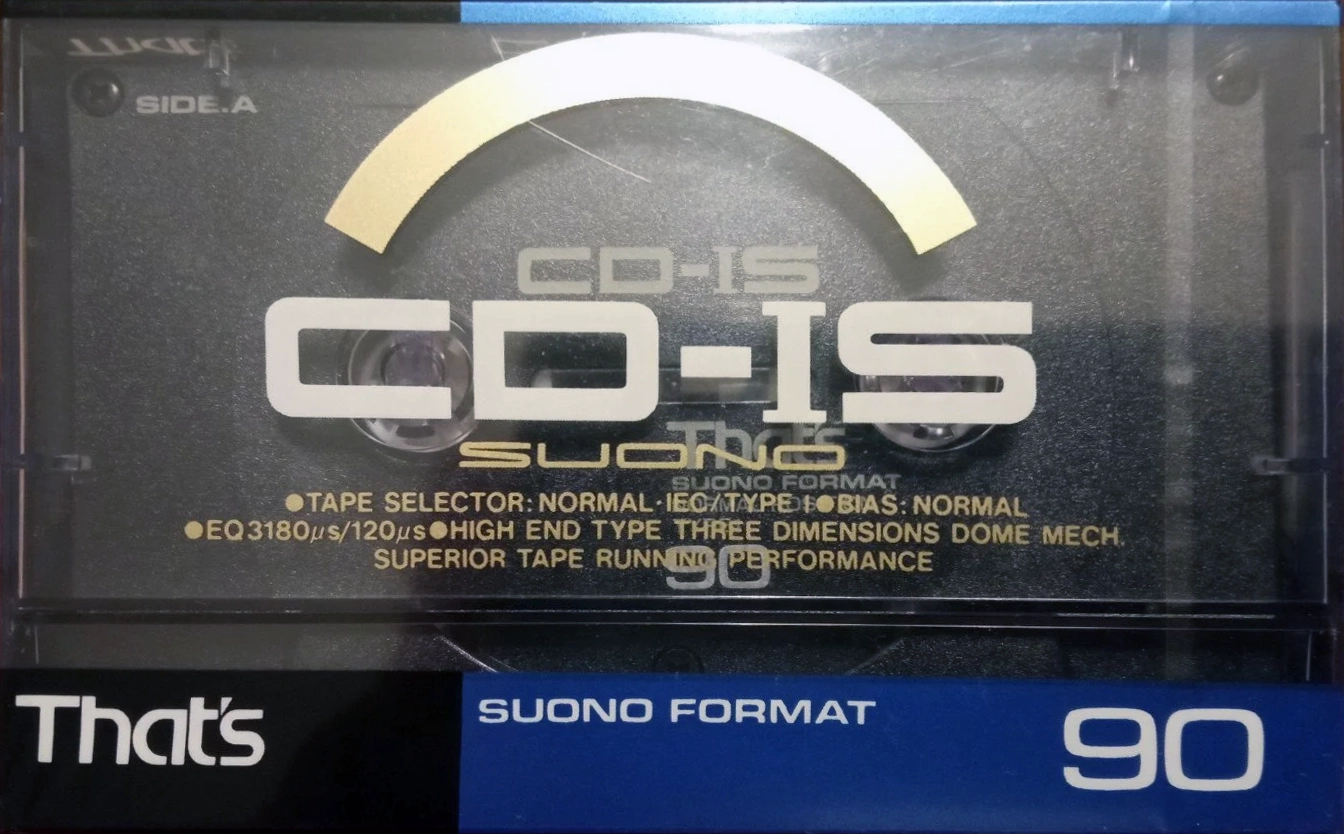 SIDE.A
CD-IS
CD-IS
SUONO
That's
SUONO FORMAT
●TAPE SELECTOR: NORMAL·IEC/TYPE I●BIAS: NORMAL
●EQ3180μs/120μs●HIGH END TYPE THREE DIMENSIONS DOME MECH.
SUPERIOR TAPE RUNNING PERFORMANCE
90
That's
SUONO FORMAT
90